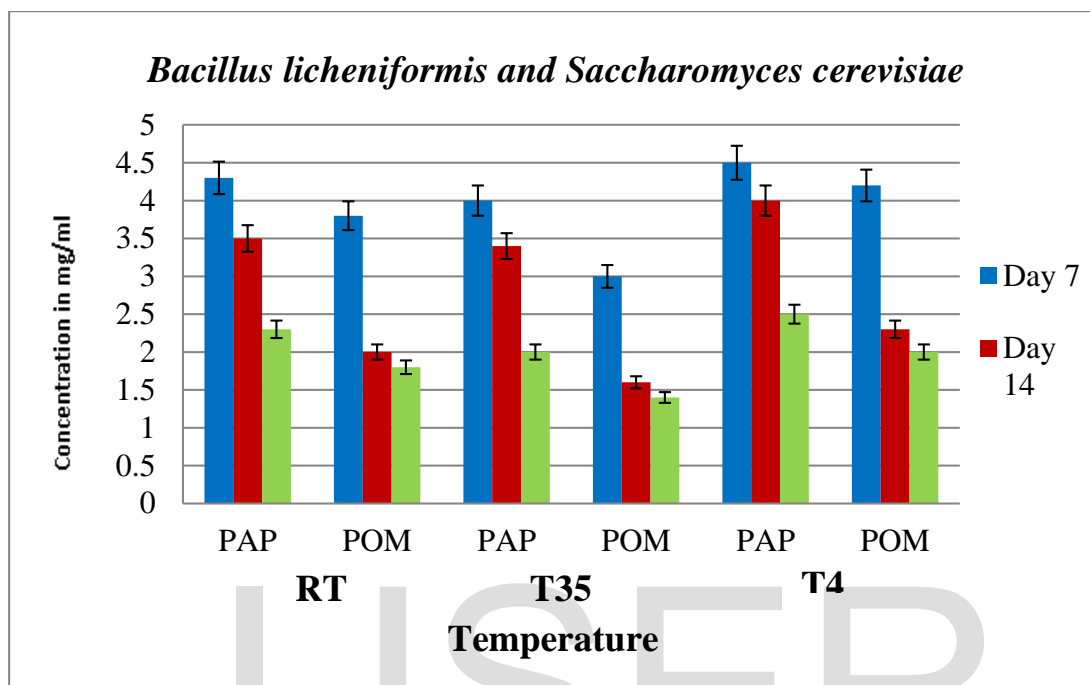 Bacillus licheniformis and Saccharomyces cerevisiae
Concentration in mg/ml
5
4.5
4
3.5
3
2.5
2
1.5
1
0.5
0
PAP POM PAP POM PAP POM
RT T35 T4
Temperature
Day 7
Day
14